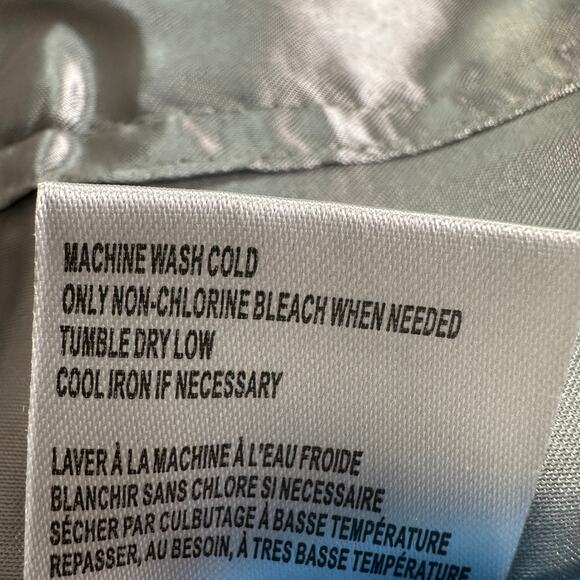 MACHINE WASH COLD
ONLY NON-CHLORINE BLEACH WHEN NEEDED
TUMBLE DRY LOW
COOL IRON IF NECESSARY
LAVER À LA MACHINE À L'EAU FROIDE
BLANCHIR SANS CHLORE SI NECESSAIRE
SÉCHER PAR CULBUTAGE À BASSE TEMPÉRATURE
REPASSER, AU BESOIN, À TRES BASSE TEMPÉRATURE